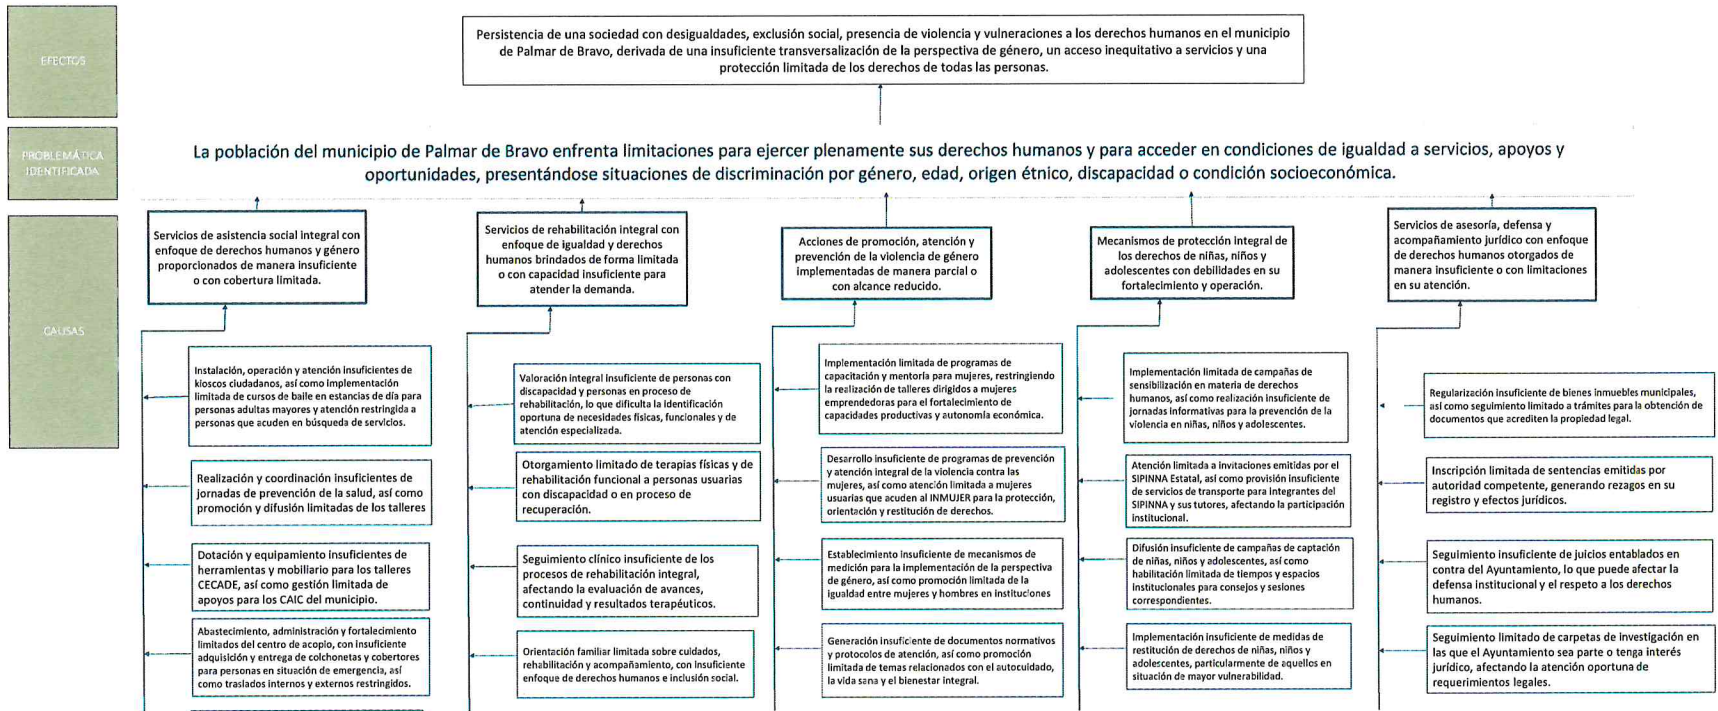 EFECTOS
Persistencia de una sociedad con desigualdades, exclusión social, presencia de violencia y vulneraciones a los derechos humanos en el municipio
de Palmar de Bravo, derivada de una insuficiente transversalización de la perspectiva de género, un acceso inequitativo a servicios y una
protección limitada de los derechos de todas las personas.
PROBLEMÁTICA
IDENTIFICADA
La población del municipio de Palmar de Bravo enfrenta limitaciones para ejercer plenamente sus derechos humanos y para acceder en condiciones de igualdad a servicios, apoyos y
oportunidades, presentándose situaciones de discriminación por género, edad, origen étnico, discapacidad o condición socioeconómica.
CAUSAS
Servicios de asistencia social integral con
enfoque de derechos humanos y género
proporcionados de manera insuficiente
o con cobertura limitada.
Instalación, operación y atención insuficientes de
kioscos ciudadanos, así como implementación
limitada de cursos de baile en estancias de día para
personas adultas mayores y atención restringida a
personas que acuden en búsqueda de servicios.
Realización y coordinación insuficientes de
jornadas de prevención de la salud, así como
promoción y difusión limitadas de los talleres
Dotación y equipamiento insuficientes de
herramientas y mobiliario para los talleres
CECADE, así como gestión limitada de
apoyos para los CAIC del municipio.
Abastecimiento, administración y fortalecimiento
limitados del centro de acopio, con insuficiente
adquisición y entrega de colchonetas y cobertores
para personas en situación de emergencia, así
como traslados internos y externos restringidos.
Servicios de rehabilitación integral con
enfoque de igualdad y derechos
humanos brindados de forma limitada
o con capacidad insuficiente para
atender la demanda.
Valoración integral insuficiente de personas con
discapacidad y personas en proceso de
rehabilitación, lo que dificulta la identificación
oportuna de necesidades físicas, funcionales y de
atención especializada.
Otorgamiento limitado de terapias físicas y de
rehabilitación funcional a personas usuarias
con discapacidad o en proceso de
recuperación.
Seguimiento clínico insuficiente de los
procesos de rehabilitación integral,
afectando la evaluación de avances,
continuidad y resultados terapéuticos.
Orientación familiar limitada sobre cuidados,
rehabilitación y acompañamiento, con insuficiente
enfoque de derechos humanos e inclusión social.
Acciones de promoción, atención y
prevención de la violencia de género
implementadas de manera parcial o
con alcance reducido.
Implementación limitada de programas de
capacitación y mentoría para mujeres, restringiendo
la realización de talleres dirigidos a mujeres
emprendedoras para el fortalecimiento de
capacidades productivas y autonomía económica.
Desarrollo insuficiente de programas de prevención
y atención integral de la violencia contra las
mujeres, así como atención limitada a mujeres
usuarias que acuden al INMUJER para la protección,
orientación y restitución de derechos.
Establecimiento insuficiente de mecanismos de
medición para la implementación de la perspectiva
de género, así como promoción limitada de la
igualdad entre mujeres y hombres en instituciones
Generación insuficiente de documentos normativos
y protocolos de atención, así como promoción
limitada de temas relacionados con el autocuidado,
la vida sana y el bienestar integral.
Mecanismos de protección integral de
los derechos de niñas, niños y
adolescentes con debilidades en su
fortalecimiento y operación.
Implementación limitada de campañas de
sensibilización en materia de derechos
humanos, así como realización insuficiente de
jornadas informativas para la prevención de la
violencia en niñas, niños y adolescentes.
Atención limitada a invitaciones emitidas por el
SIPINNA Estatal, así como provisión insuficiente
de servicios de transporte para integrantes del
SIPINNA y sus tutores, afectando la participación
institucional.
Difusión insuficiente de campañas de captación
de niñas, niños y adolescentes, así como
habilitación limitada de tiempos y espacios
institucionales para consejos y sesiones
correspondientes.
Implementación insuficiente de medidas de
restitución de derechos de niñas, niños y
adolescentes, particularmente de aquellos en
situación de mayor vulnerabilidad.
Servicios de asesoría, defensa y
acompañamiento jurídico con enfoque
de derechos humanos otorgados de
manera insuficiente o con limitaciones
en su atención.
Regularización insuficiente de bienes inmuebles municipales,
así como seguimiento limitado a trámites para la obtención de
documentos que acrediten la propiedad legal.
Inscripción limitada de sentencias emitidas por
autoridad competente, generando rezagos en su
registro y efectos jurídicos.
Seguimiento insuficiente de juicios entablados en
contra del Ayuntamiento, lo que puede afectar la
defensa institucional y el respeto a los derechos
humanos.
Seguimiento limitado de carpetas de investigación en
las que el Ayuntamiento sea parte o tenga interés
jurídico, afectando la atención oportuna de
requerimientos legales.